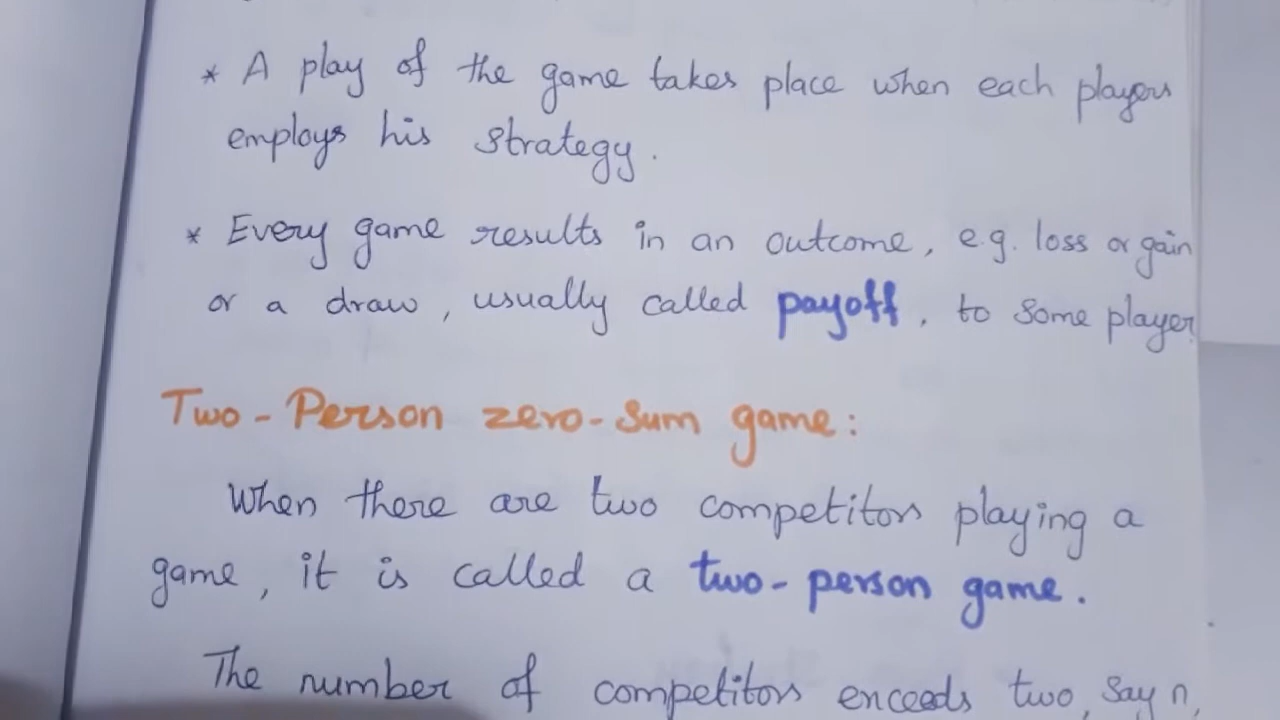 * A play of the game takes place when each players
employs his strategy.
* Every game results in an outcome, e.g. loss or gain
or a draw, usually called payoff, to some player.
Two-Person zero-sum game:
When there are two competitors playing a
game, it is called a two-person game.
The number of competitors exceeds two, say n,